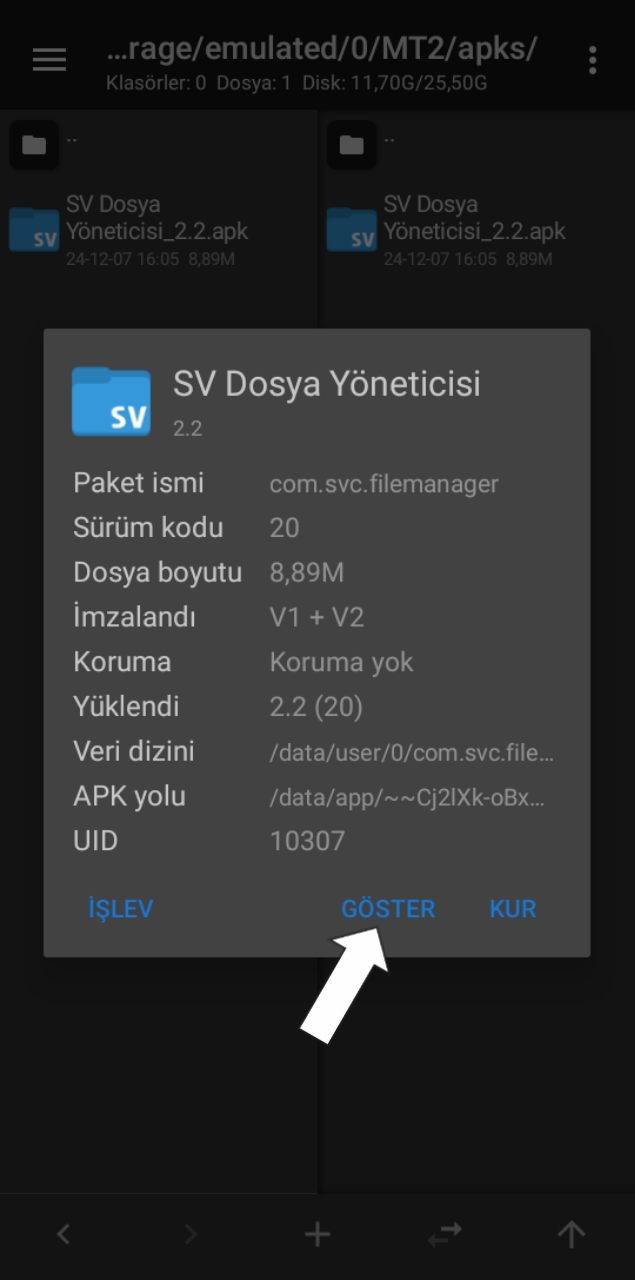 ...rage/emulated/0/MT2/apks/
Klasörler: 0 Dosya: 1 Disk: 11,70G/25,50G
..
..
SV Dosya
Yöneticisi_2.2.apk
24-12-07 16:05 8,89M
SV Dosya
Yöneticisi_2.2.apk
24-12-07 16:05 8,89M
SV
SV
SV
SV Dosya Yöneticisi
2.2
Paket ismi com.svc.filemanager
Sürüm kodu 20
Dosya boyutu 8,89M
İmzalandı V1 + V2
Koruma Koruma yok
Yüklendi 2.2 (20)
Veri dizini /data/user/0/com.svc.file...
APK yolu /data/app/~~Cj2lXk-oBx...
UID 10307
İŞLEV GÖSTER KUR